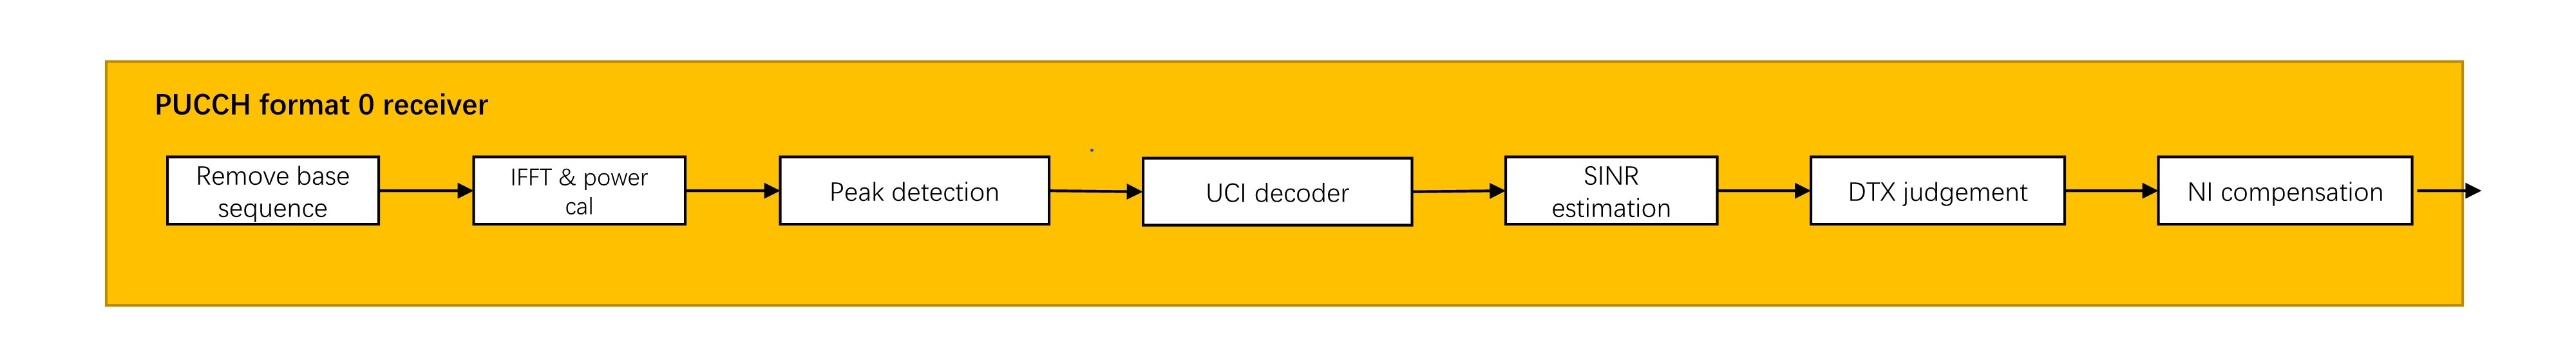 PUCCH format 0 receiver
Remove base
sequence
IFFT & power
cal
Peak detection
UCI decoder
SINR
estimation
DTX judgement
NI compensation